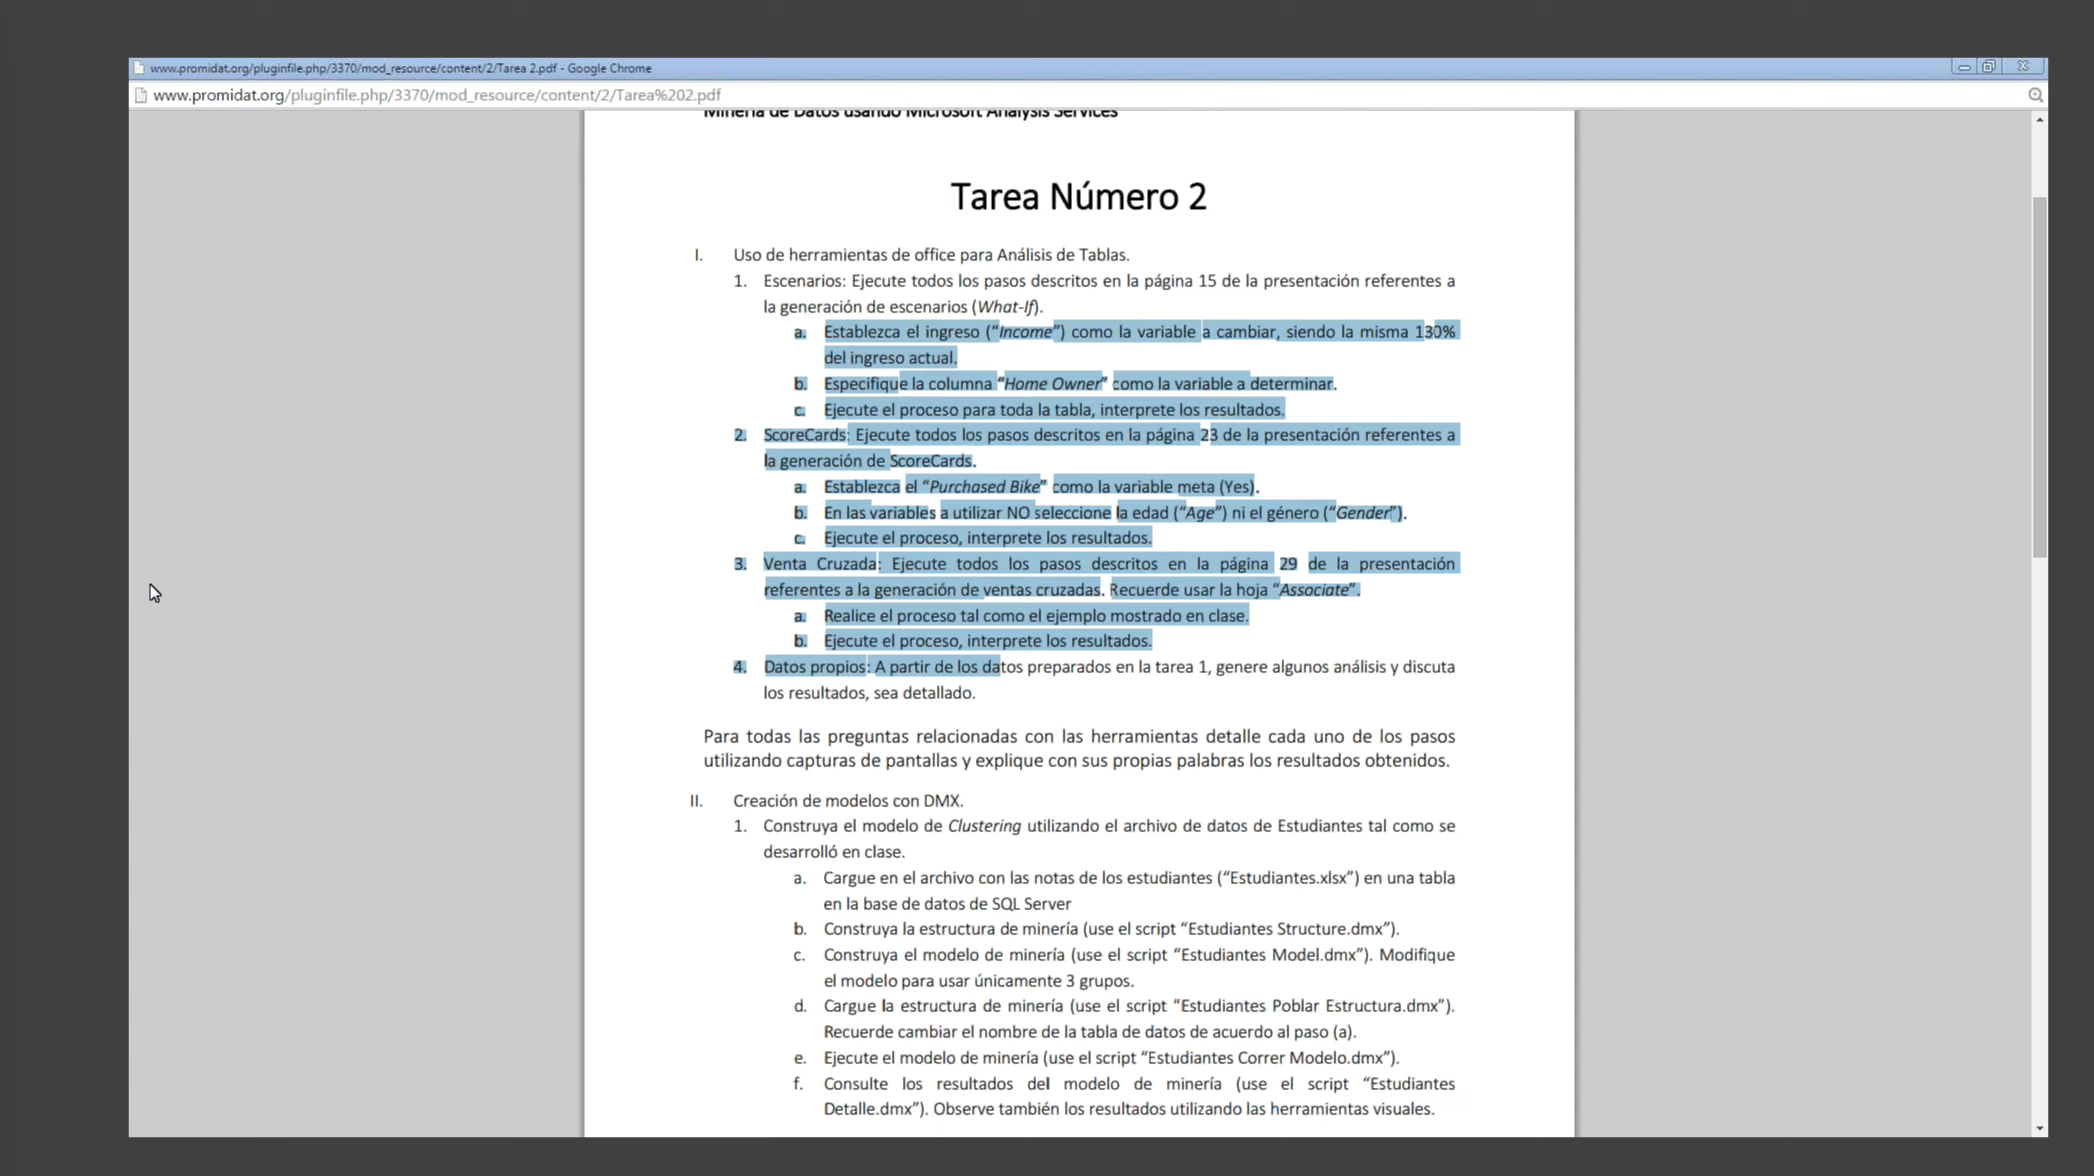 www.promidat.org/pluginfile.php/3370/mod_resource/content/2/Tarea 2.pdf - Google Chrome
www.promidat.org/pluginfile.php/3370/mod_resource/content/2/Tarea%202.pdf
Minería de Datos usando Microsoft Analysis Services
Tarea Número 2
I. Uso de herramientas de office para Análisis de Tablas.
1. Escenarios: Ejecute todos los pasos descritos en la página 15 de la presentación referentes a
la generación de escenarios (What-If).
a. Establezca el ingreso (“Income”) como la variable a cambiar, siendo la misma 130%
del ingreso actual.
b. Especifique la columna “Home Owner” como la variable a determinar.
c. Ejecute el proceso para toda la tabla, interprete los resultados.
2. ScoreCards: Ejecute todos los pasos descritos en la página 23 de la presentación referentes a
la generación de ScoreCards.
a. Establezca el “Purchased Bike” como la variable meta (Yes).
b. En las variables a utilizar NO seleccione la edad (“Age”) ni el género (“Gender”).
c. Ejecute el proceso, interprete los resultados.
3. Venta Cruzada: Ejecute todos los pasos descritos en la página 29 de la presentación
referentes a la generación de ventas cruzadas. Recuerde usar la hoja “Associate”.
a. Realice el proceso tal como el ejemplo mostrado en clase.
b. Ejecute el proceso, interprete los resultados.
4. Datos propios: A partir de los datos preparados en la tarea 1, genere algunos análisis y discuta
los resultados, sea detallado.
Para todas las preguntas relacionadas con las herramientas detalle cada uno de los pasos
utilizando capturas de pantallas y explique con sus propias palabras los resultados obtenidos.
II. Creación de modelos con DMX.
1. Construya el modelo de Clustering utilizando el archivo de datos de Estudiantes tal como se
desarrolló en clase.
a. Cargue en el archivo con las notas de los estudiantes (“Estudiantes.xlsx”) en una tabla
en la base de datos de SQL Server
b. Construya la estructura de minería (use el script “Estudiantes Structure.dmx”).
c. Construya el modelo de minería (use el script “Estudiantes Model.dmx”). Modifique
el modelo para usar únicamente 3 grupos.
d. Cargue la estructura de minería (use el script “Estudiantes Poblar Estructura.dmx”).
Recuerde cambiar el nombre de la tabla de datos de acuerdo al paso (a).
e. Ejecute el modelo de minería (use el script “Estudiantes Correr Modelo.dmx”).
f. Consulte los resultados del modelo de minería (use el script “Estudiantes
Detalle.dmx”). Observe también los resultados utilizando las herramientas visuales.